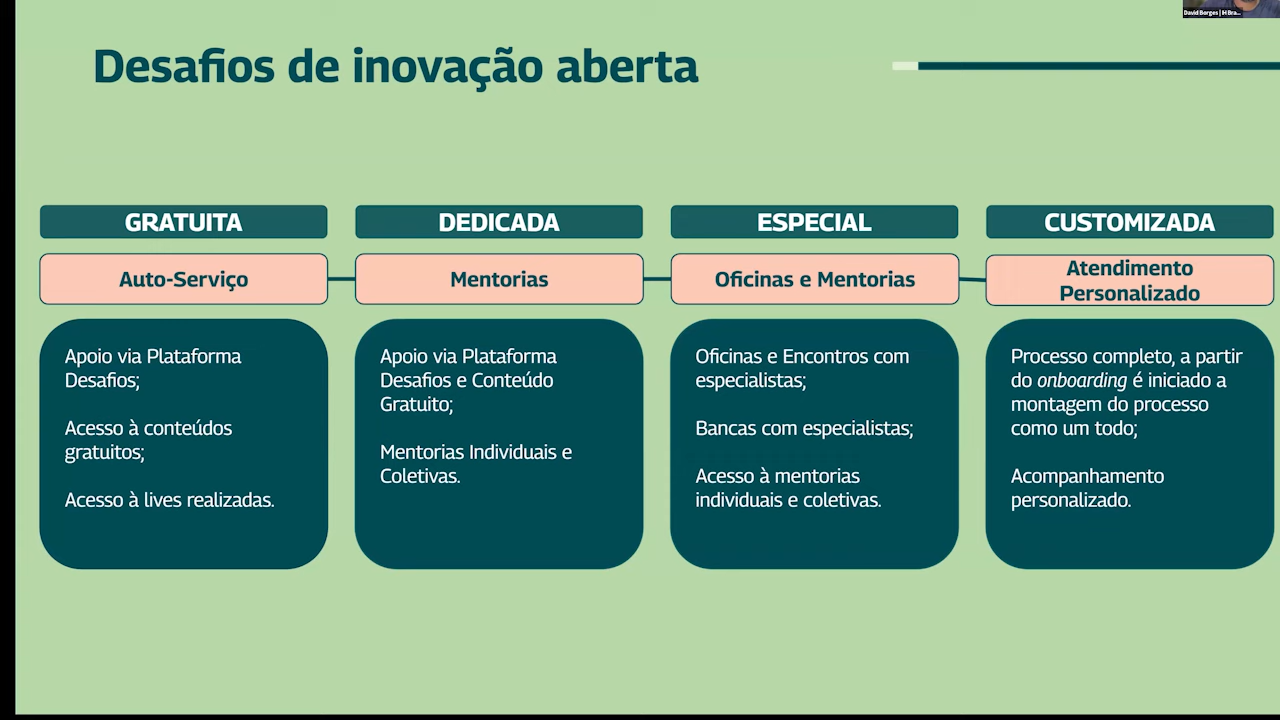 David Borges | IH Bra...
Desafios de inovação aberta
GRATUITA
Auto-Serviço
Apoio via Plataforma
Desafios;
Acesso à conteúdos
gratuitos;
Acesso à lives realizadas.
DEDICADA
Mentorias
Apoio via Plataforma
Desafios e Conteúdo
Gratuito;
Mentorias Individuais e
Coletivas.
ESPECIAL
Oficinas e Mentorias
Oficinas e Encontros com
especialistas;
Bancas com especialistas;
Acesso à mentorias
individuais e coletivas.
CUSTOMIZADA
Atendimento
Personalizado
Processo completo, a partir
do onboarding é iniciado a
montagem do processo
como um todo;
Acompanhamento
personalizado.